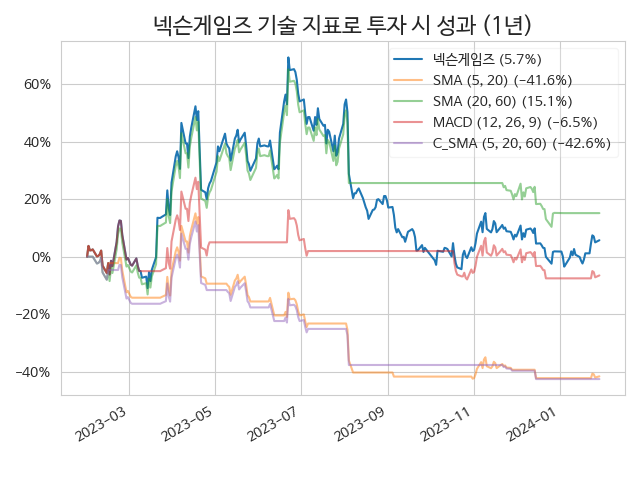 넥슨게임즈 기술 지표로 투자 시 성과 (1년)
넥슨게임즈 (5.7%)
SMA (5, 20) (−41.6%)
SMA (20, 60) (15.1%)
MACD (12, 26, 9) (−6.5%)
C_SMA (5, 20, 60) (−42.6%)
60%
40%
20%
0%
−20%
−40%
2023−03
2023−05
2023−07
2023−09
2023−11
2024−01